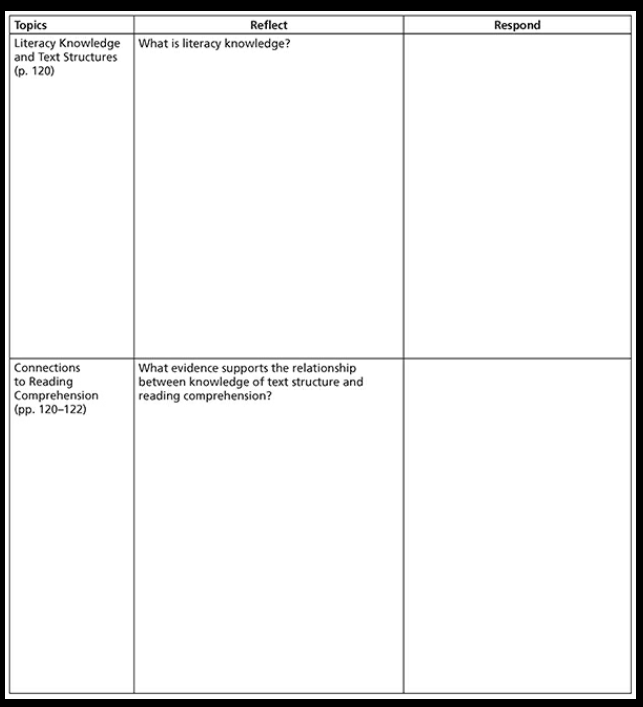 Topics Reflect Respond
Literacy Knowledge
and Text Structures
(p. 120)
What is literacy knowledge?
Connections
to Reading
Comprehension
(pp. 120–122)
What evidence supports the relationship
between knowledge of text structure and
reading comprehension?